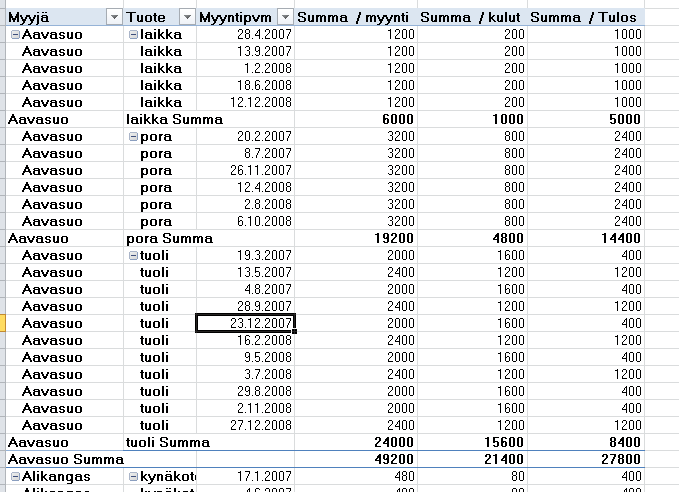 Myyjä Tuote Myyntipvm Summa / myynti Summa / kulut Summa / Tulos
Aavasuo laikka 28.4.2007 1200 200 1000
Aavasuo laikka 13.9.2007 1200 200 1000
Aavasuo laikka 1.2.2008 1200 200 1000
Aavasuo laikka 18.6.2008 1200 200 1000
Aavasuo laikka 12.12.2008 1200 200 1000
Aavasuo laikka Summa 6000 1000 5000
Aavasuo pora 20.2.2007 3200 800 2400
Aavasuo pora 8.7.2007 3200 800 2400
Aavasuo pora 26.11.2007 3200 800 2400
Aavasuo pora 12.4.2008 3200 800 2400
Aavasuo pora 2.8.2008 3200 800 2400
Aavasuo pora 6.10.2008 3200 800 2400
Aavasuo pora Summa 19200 4800 14400
Aavasuo tuoli 19.3.2007 2000 1600 400
Aavasuo tuoli 13.5.2007 2400 1200 1200
Aavasuo tuoli 4.8.2007 2000 1600 400
Aavasuo tuoli 28.9.2007 2400 1200 1200
Aavasuo tuoli 23.12.2007 2000 1600 400
Aavasuo tuoli 16.2.2008 2400 1200 1200
Aavasuo tuoli 9.5.2008 2000 1600 400
Aavasuo tuoli 3.7.2008 2400 1200 1200
Aavasuo tuoli 29.8.2008 2000 1600 400
Aavasuo tuoli 2.11.2008 2000 1600 400
Aavasuo tuoli 27.12.2008 2400 1200 1200
Aavasuo tuoli Summa 24000 15600 8400
Aavasuo Summa 49200 21400 27800
Alikangas kynäkot 17.1.2007 480 80 400